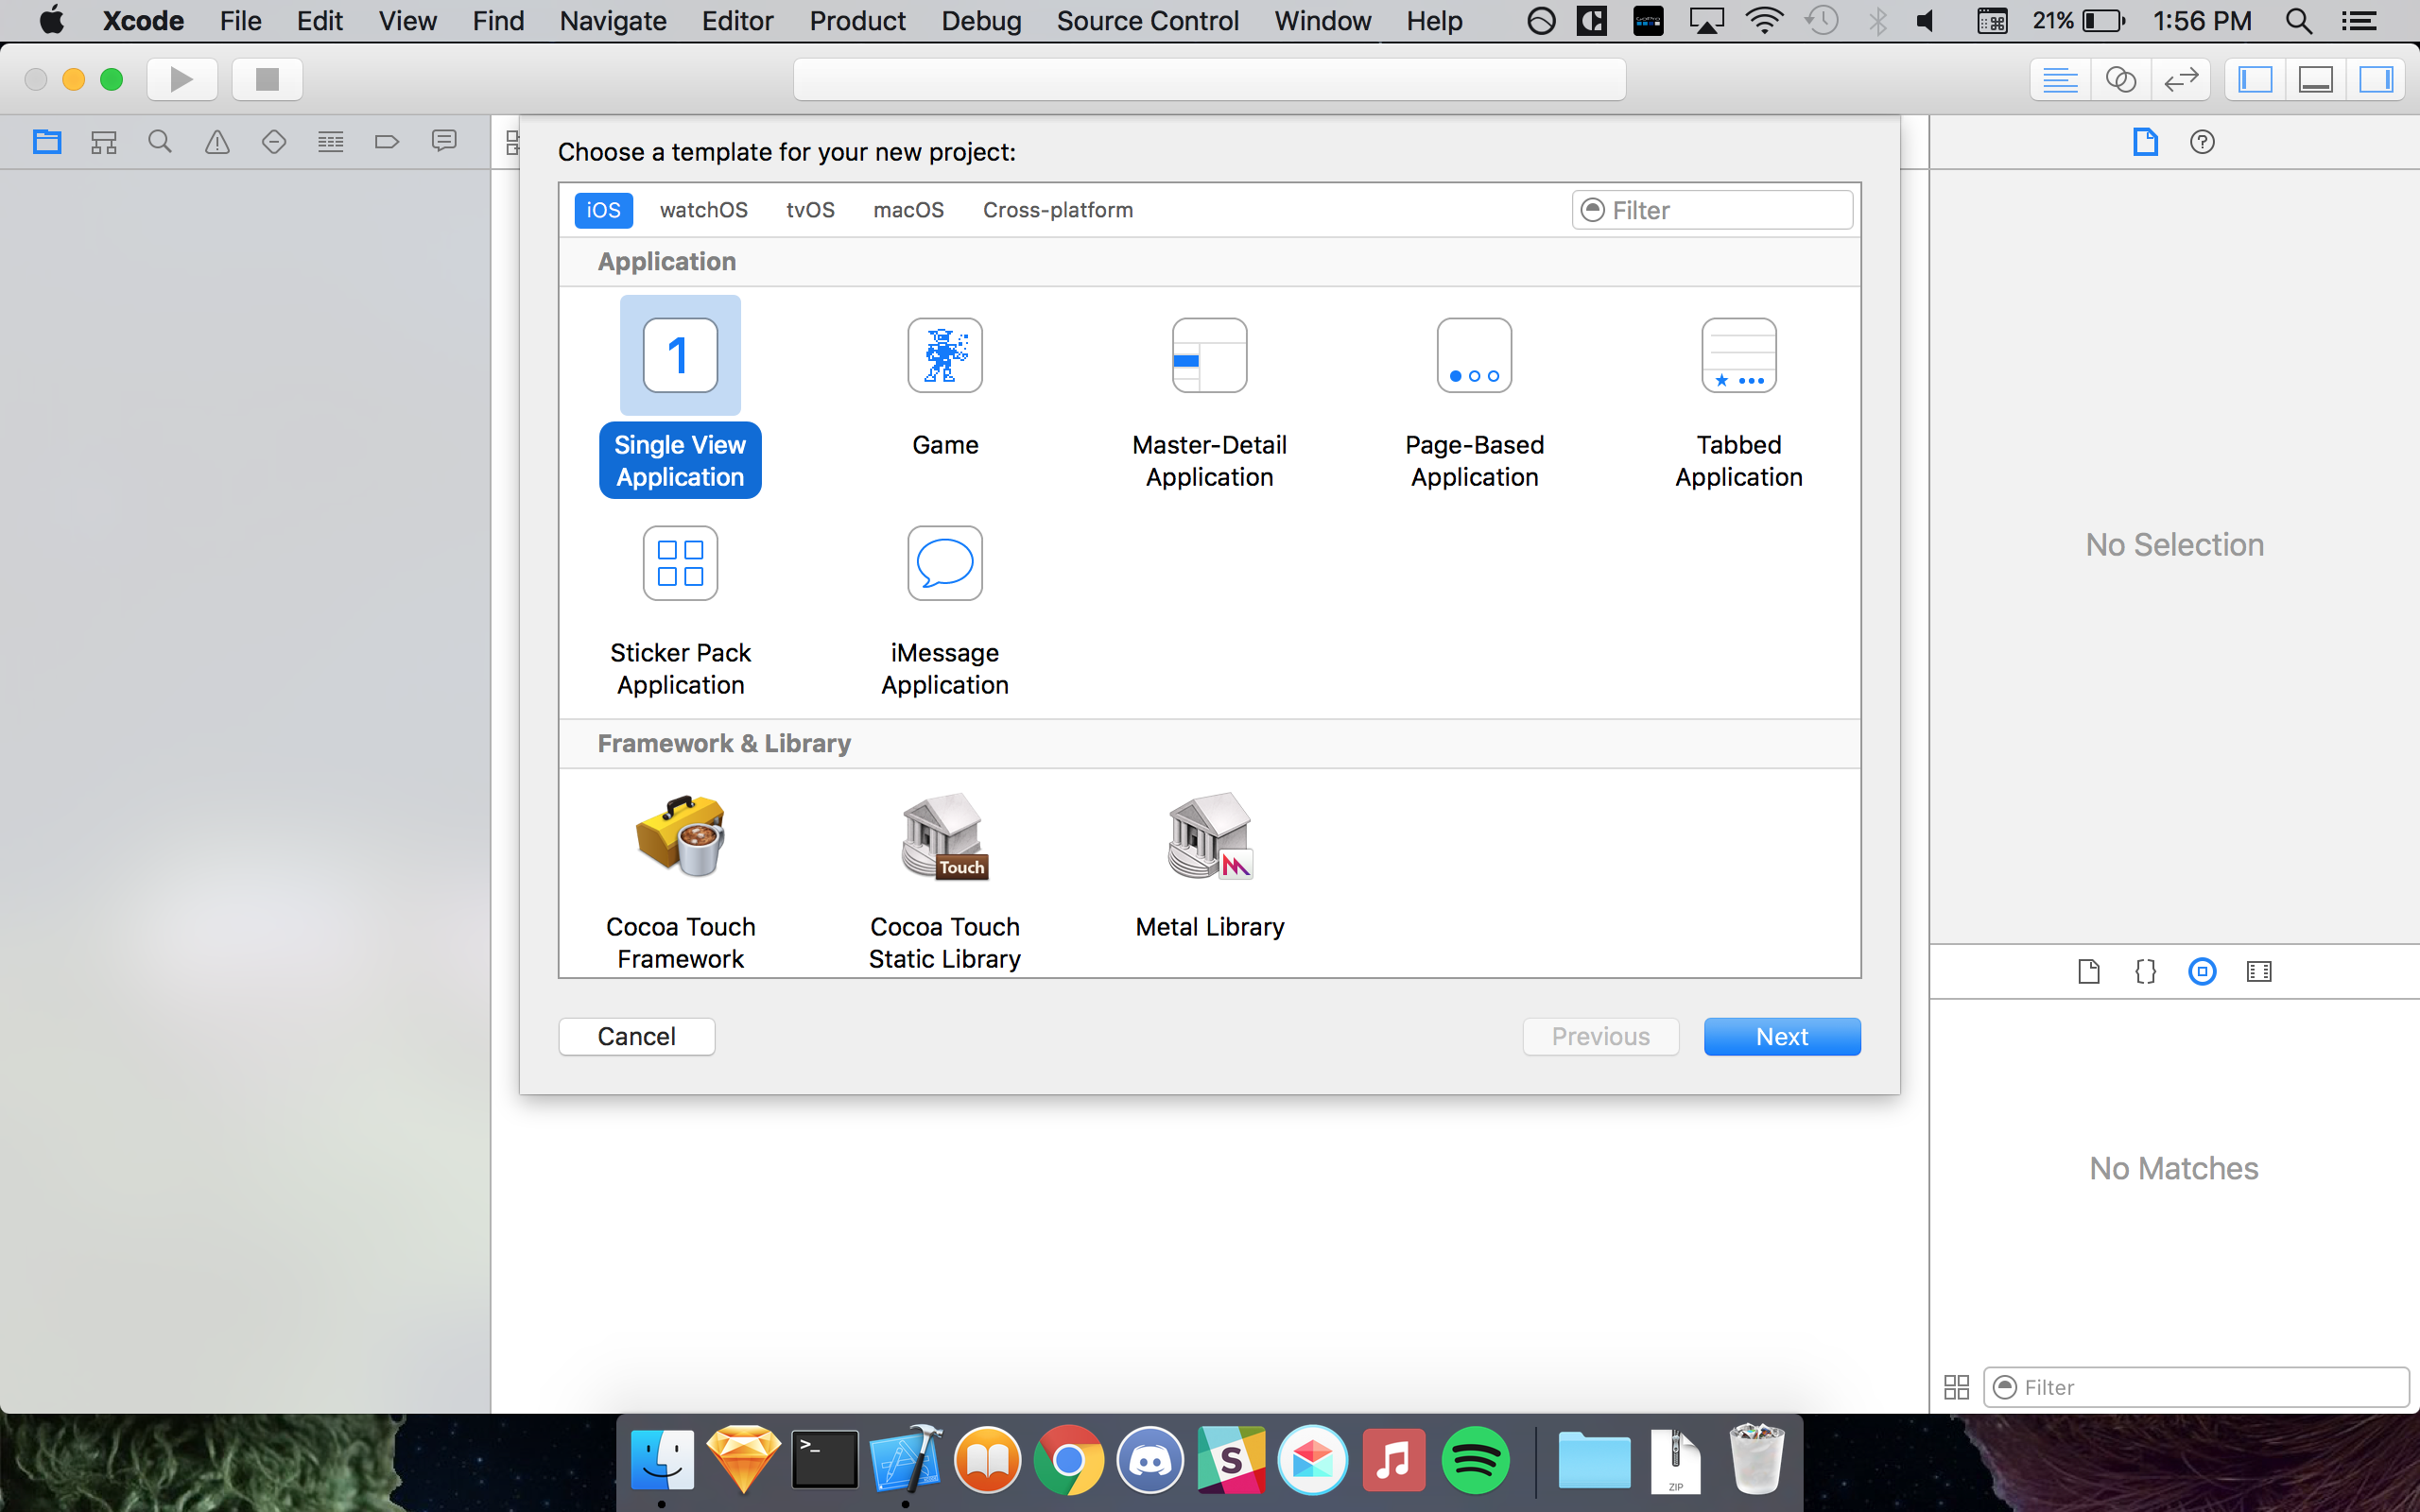 Xcode File Edit View Find Navigate Editor Product Debug Source Control Window Help 21% 1:56 PM
Choose a template for your new project:
iOS watchOS tvOS macOS Cross-platform Filter
Application
1
Single View Application
Game
Master-Detail Application
Page-Based Application
Tabbed Application
Sticker Pack Application
iMessage Application
Framework & Library
Touch
Cocoa Touch Framework
Cocoa Touch Static Library
Metal Library
Cancel Previous Next
No Selection
{}
No Matches
Filter
>_
S
ZIP